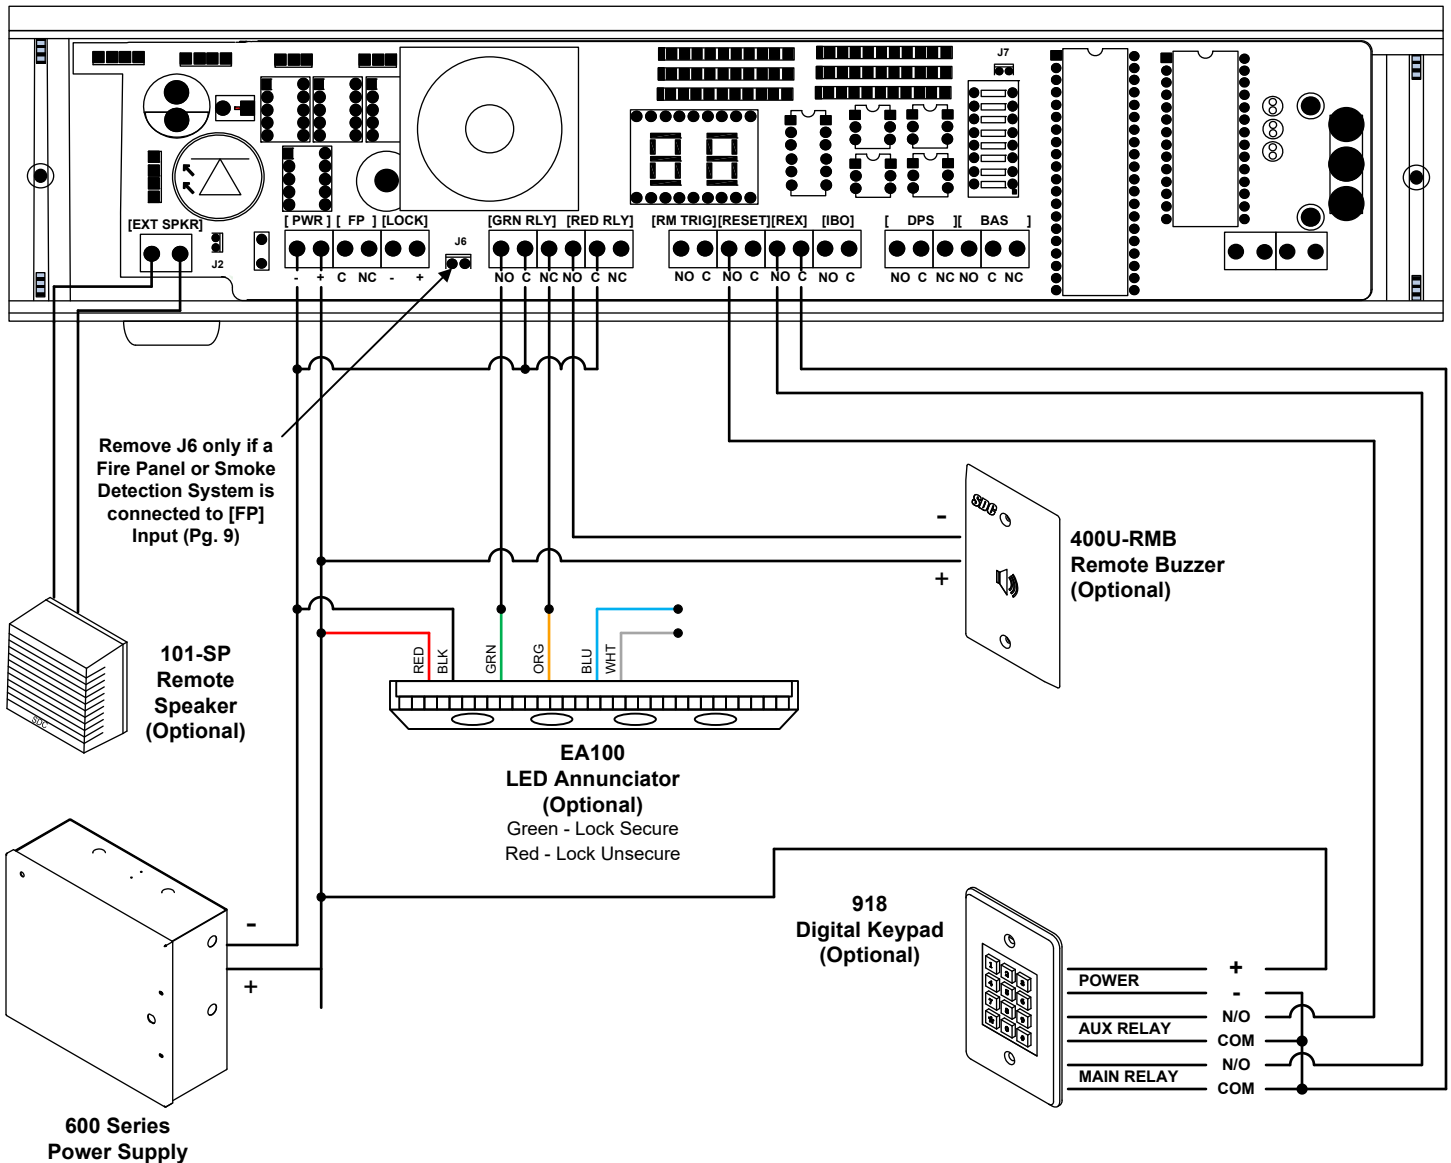 J7
[EXT SPKR]
J2
[ PWR ] [ FP ] [LOCK]
- + C NC - +
J6
[GRN RLY] [RED RLY]
NO C NC NO C NC
[RM TRIG][RESET][REX] [IBO]
NO C NO C NO C NO C
[ DPS ][ BAS ]
NO C NC NO C NC
Remove J6 only if a
Fire Panel or Smoke
Detection System is
connected to [FP]
Input (Pg. 9)
SDC
-
+
400U-RMB
Remote Buzzer
(Optional)
SDC
101-SP
Remote
Speaker
(Optional)
RED
BLK
GRN
ORG
BLU
WHT
EA100
LED Annunciator
(Optional)
Green - Lock Secure
Red - Lock Unsecure
-
+
600 Series
Power Supply
918
Digital Keypad
(Optional)
POWER
+
-
AUX RELAY
N/O
COM
MAIN RELAY
N/O
COM